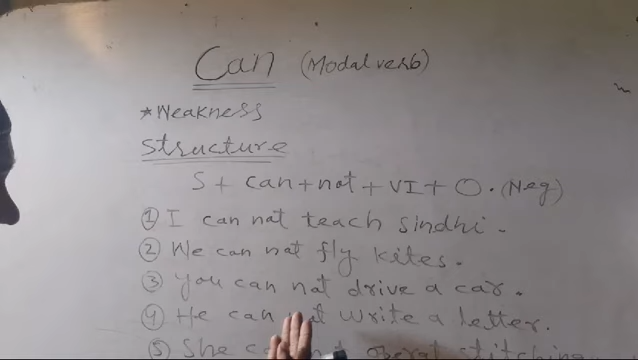 Can (Modal verb)
*Weakness
Structure
S + can + not + VI + O. (Neg)
① I can not teach Sindhi.
② We can not fly kites.
③ You can not drive a car.
④ He can write a letter.
⑤ She